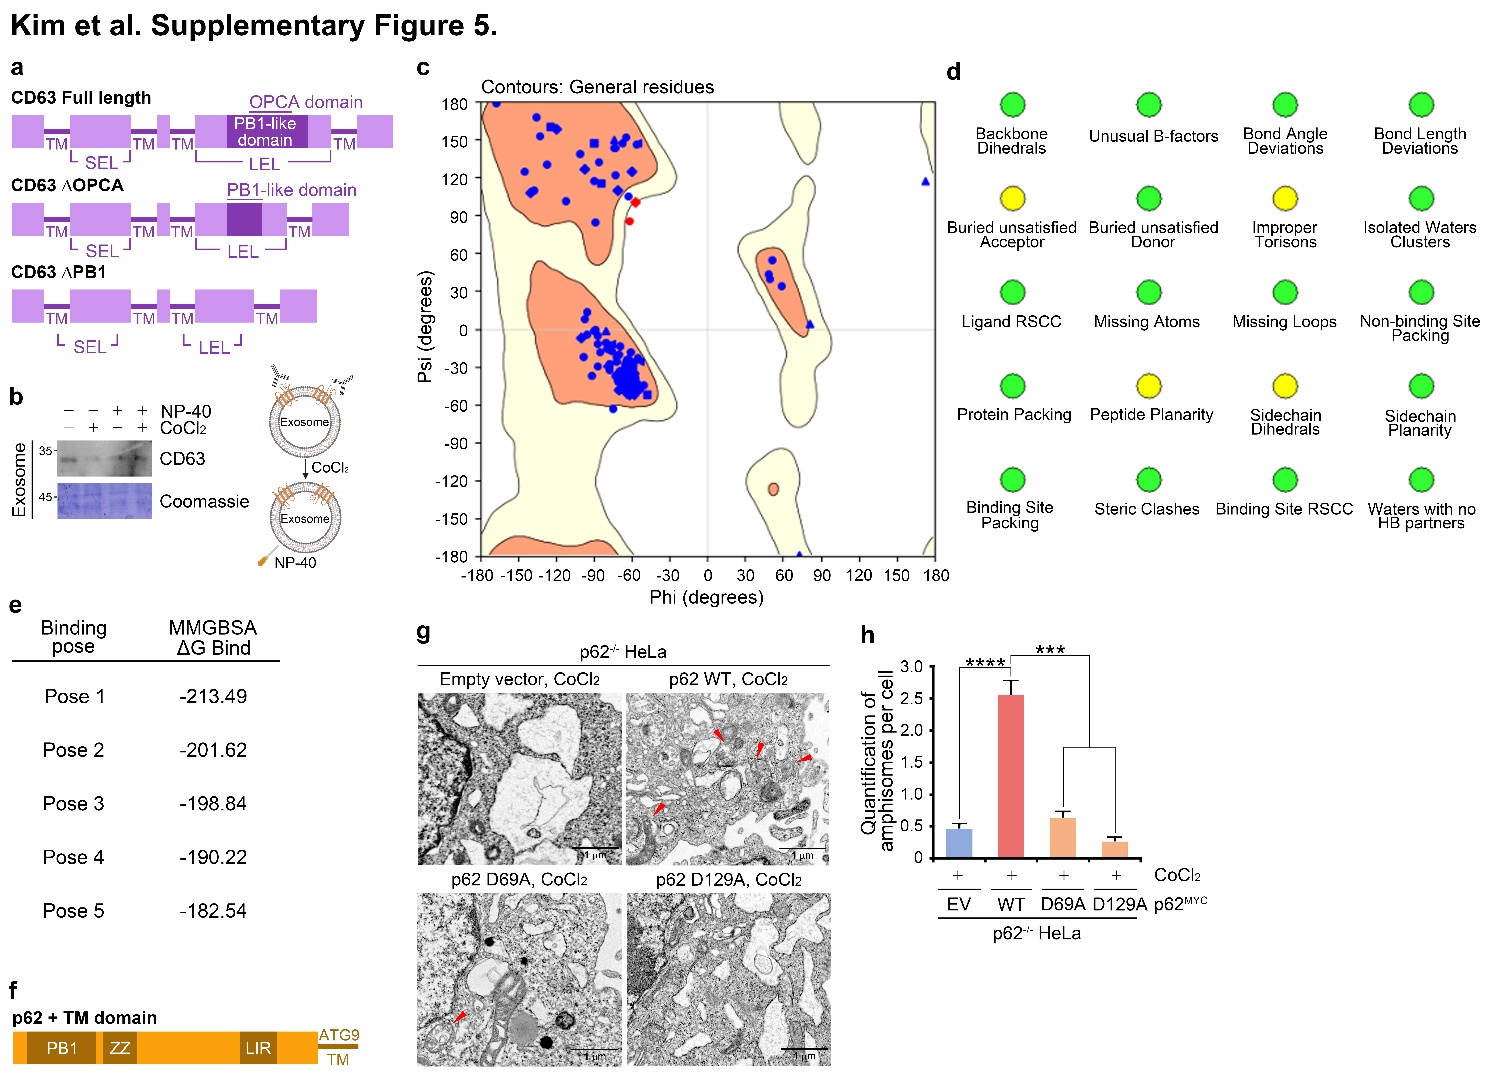 Kim et al. Supplementary Figure 5.
a
CD63 Full length
OPCA domain
PB1-like
domain
TM TM TM TM
SEL LEL
CD63 ΔOPCA
PB1-like domain
TM TM TM TM
SEL LEL
CD63 ΔPB1
TM TM TM TM
SEL LEL
b
− − + + NP-40
− + − + CoCl2
Exosome
35-
CD63
45-
Coomassie
Exosome
CoCl2
Exosome
NP-40
c
Contours: General residues
Psi (degrees)
180
150
120
90
60
30
0
-30
-60
-90
-120
-150
-180
-180 -150 -120 -90 -60 -30 0 30 60 90 120 150 180
Phi (degrees)
d
Backbone
Dihedrals
Unusual B-factors
Bond Angle
Deviations
Bond Length
Deviations
Buried unsatisfied
Acceptor
Buried unsatisfied
Donor
Improper
Torisons
Isolated Waters
Clusters
Ligand RSCC
Missing Atoms
Missing Loops
Non-binding Site
Packing
Protein Packing
Peptide Planarity
Sidechain
Dihedrals
Sidechain
Planarity
Binding Site
Packing
Steric Clashes
Binding Site RSCC
Waters with no
HB partners
e
Binding
pose
MMGBSA
ΔG Bind
Pose 1 -213.49
Pose 2 -201.62
Pose 3 -198.84
Pose 4 -190.22
Pose 5 -182.54
f
p62 + TM domain
PB1 ZZ LIR
ATG9
TM
g
p62-/- HeLa
Empty vector, CoCl2
1 μm
p62 WT, CoCl2
1 μm
p62 D69A, CoCl2
1 μm
p62 D129A, CoCl2
1 μm
h
Quantification of
amphisomes per cell
3.0
2.5
2.0
1.5
1.0
0.5
0
****
***
+ + + + CoCl2
EV WT D69A D129A p62MYC
p62-/- HeLa